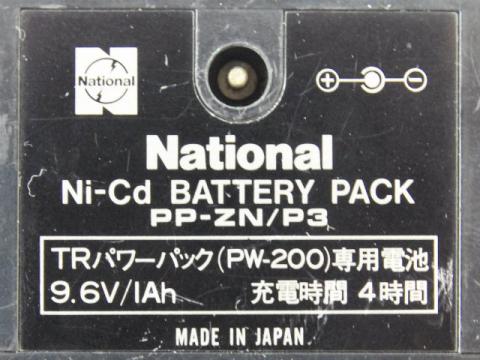 National
National
Ni-Cd BATTERY PACK
PP-ZN/P3
TRパワーパック(PW-200)専用電池
9.6V/1Ah 充電時間 4時間
MADE IN JAPAN